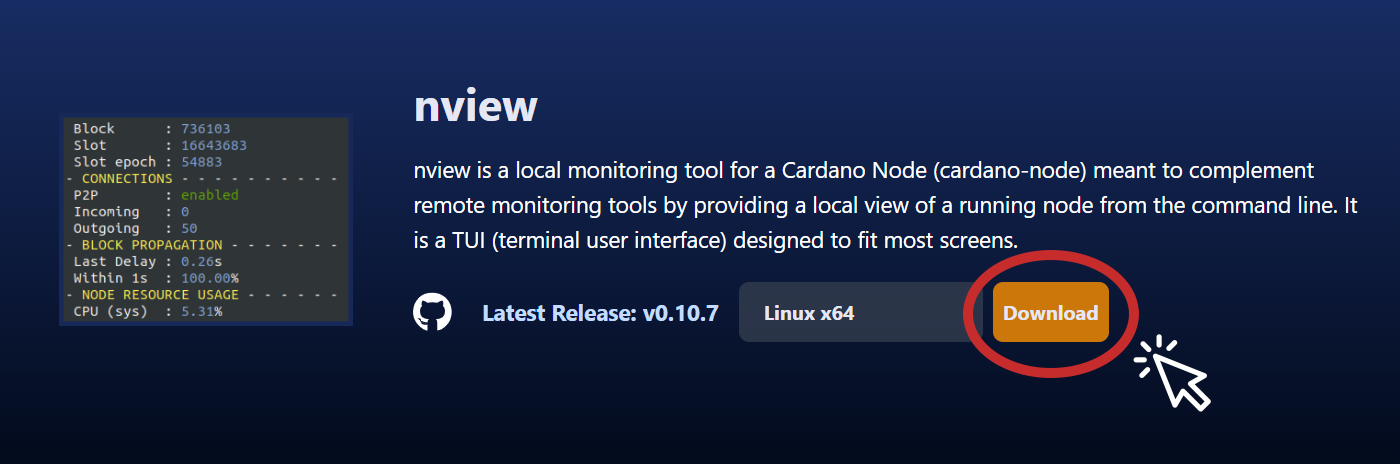 Block : 736103
Slot : 16643683
Slot epoch : 54883
- CONNECTIONS - - - - - - - - - -
P2P : enabled
Incoming : 0
Outgoing : 50
- BLOCK PROPAGATION - - - - - - -
Last Delay : 0.26s
Within 1s : 100.00%
- NODE RESOURCE USAGE - - - - - -
CPU (sys) : 5.31%
nview
nview is a local monitoring tool for a Cardano Node (cardano-node) meant to complement
remote monitoring tools by providing a local view of a running node from the command line. It
is a TUI (terminal user interface) designed to fit most screens.
Latest Release: v0.10.7 Linux x64 Download